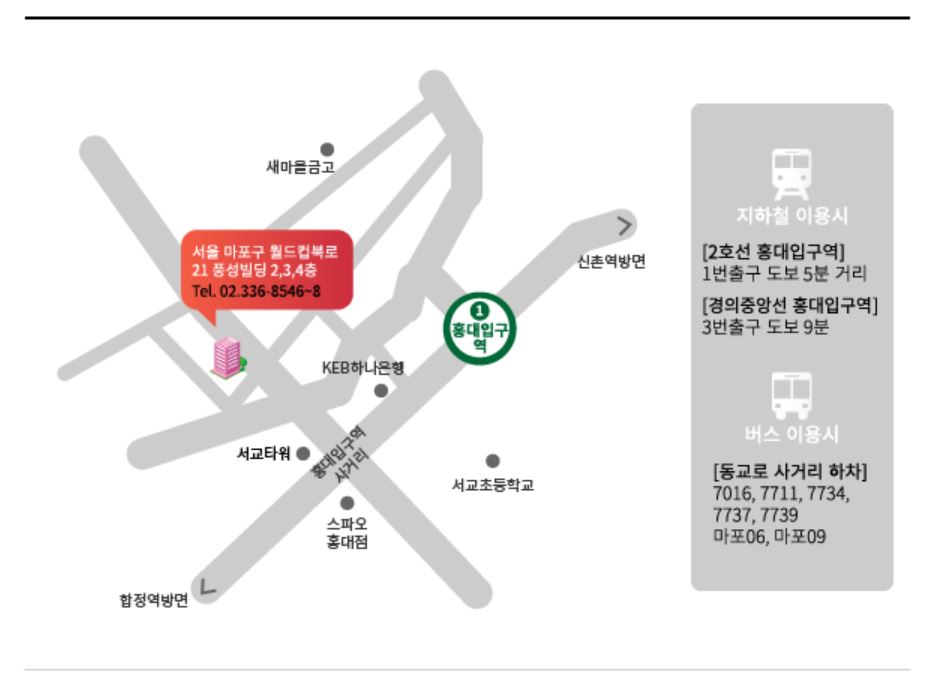 새마을금고
서울 마포구 월드컵북로
21 풍성빌딩 2,3,4층
Tel. 02.336-8546~8
신촌역방면
1
홍대입구
역
KEB하나은행
서교타워
홍대입구역
사거리
서교초등학교
스파오
홍대점
합정역방면
지하철 이용시
[2호선 홍대입구역]
1번출구 도보 5분 거리
[경의중앙선 홍대입구역]
3번출구 도보 9분
버스 이용시
[동교로 사거리 하차]
7016, 7711, 7734,
7737, 7739
마포06, 마포09